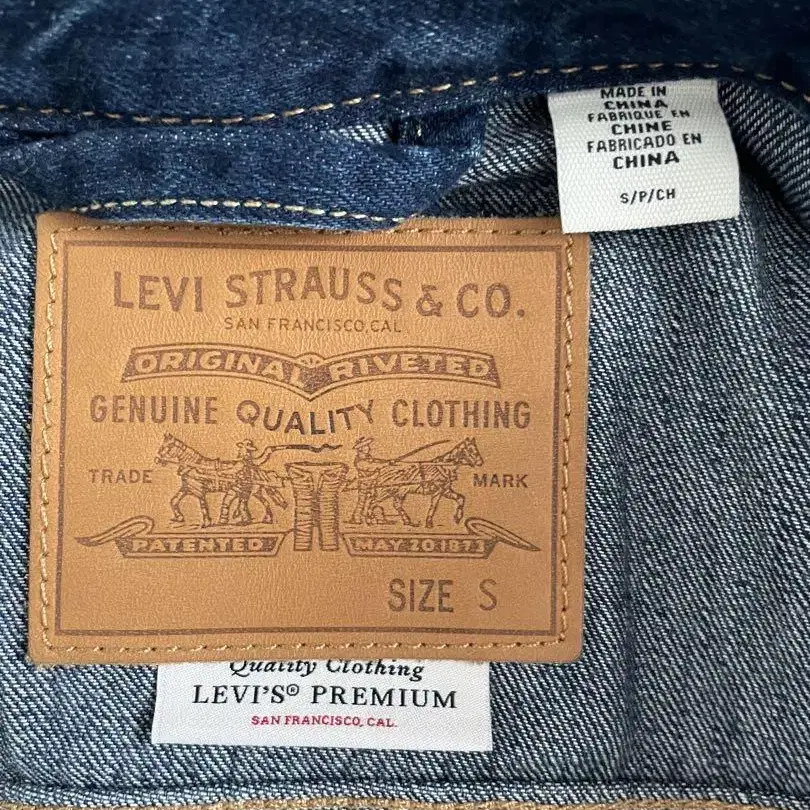 MADE IN
CHINA
FABRIQUE EN
CHINE
FABRICADO EN
CHINA
S/P/CH
LEVI STRAUSS & CO.
SAN FRANCISCO, CAL.
ORIGINAL RIVETED
GENUINE QUALITY CLOTHING
TRADE MARK
PATENTED MAY 20 1873
SIZE S
Quality Clothing
LEVI'S® PREMIUM
SAN FRANCISCO, CAL.